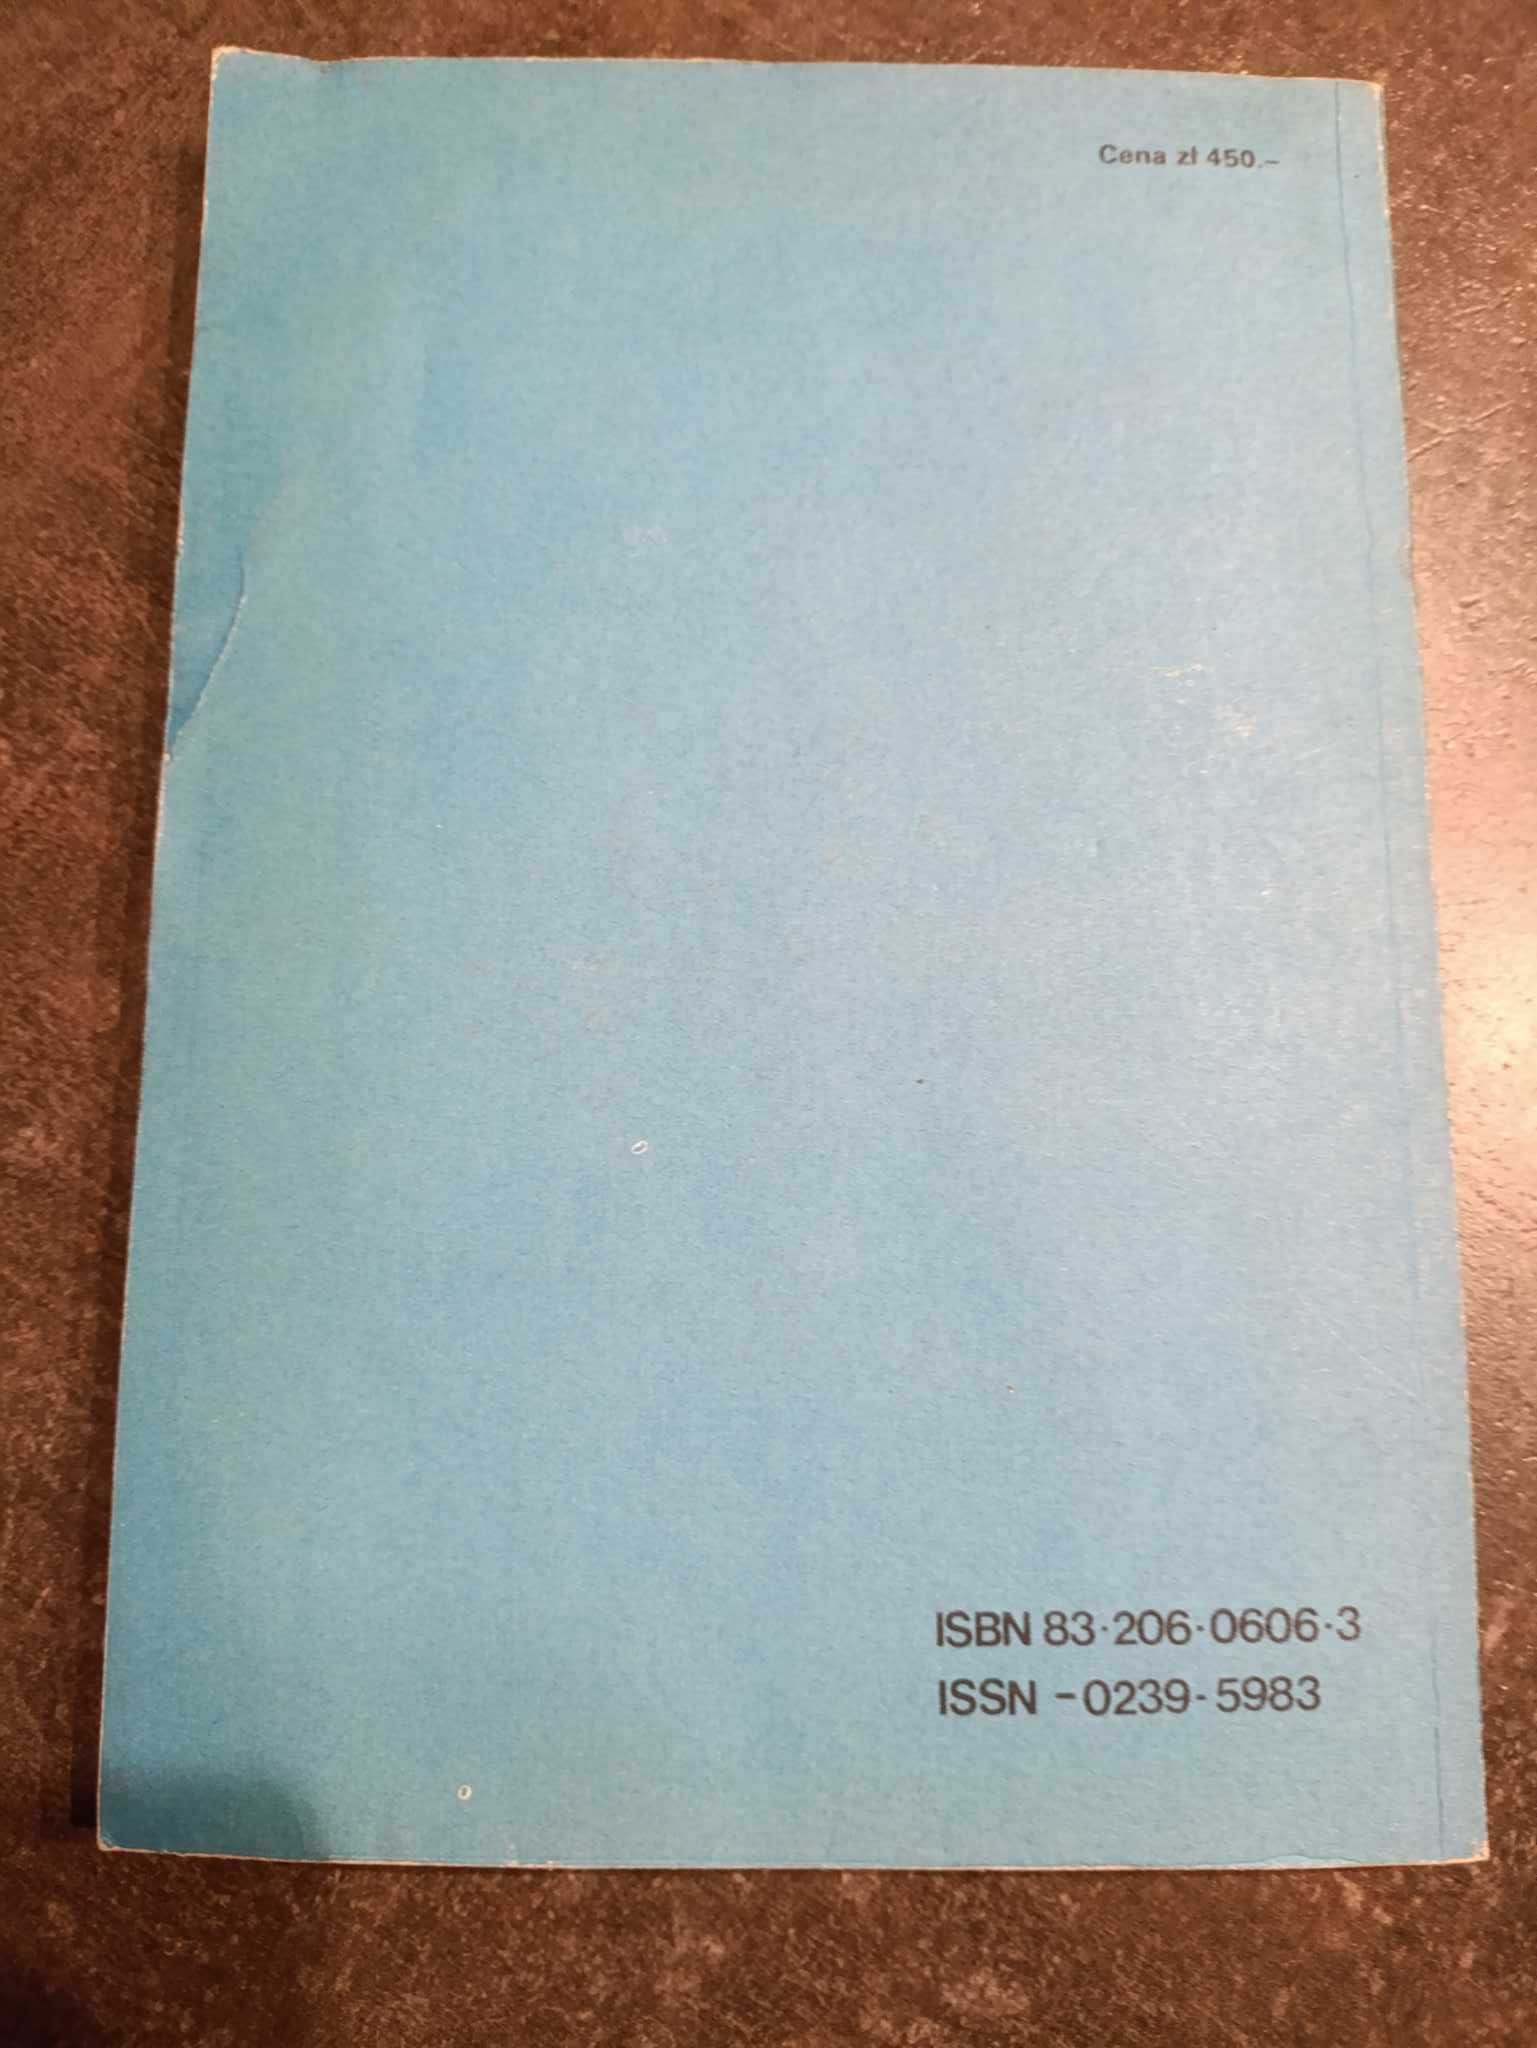 Cena zł 450.–
ISBN 83·206·0606·3
ISSN –0239-5983